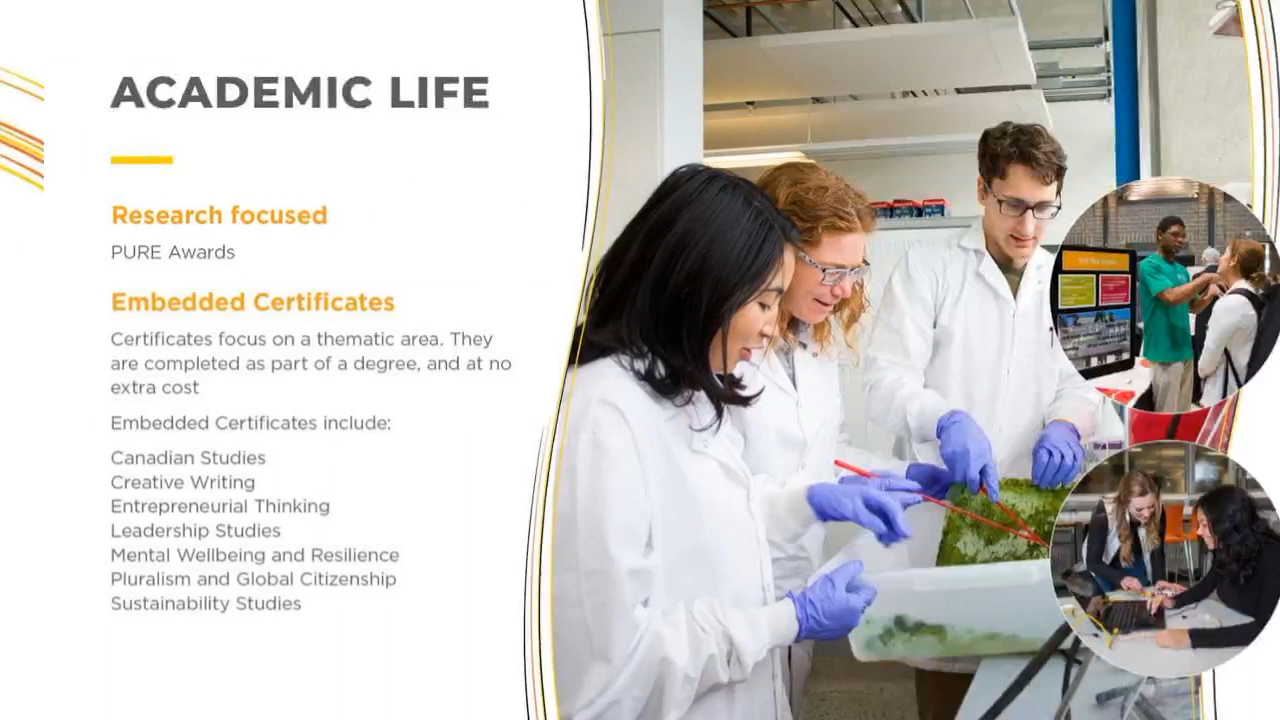 ACADEMIC LIFE
Research focused
PURE Awards
Embedded Certificates
Certificates focus on a thematic area. They
are completed as part of a degree, and at no
extra cost
Embedded Certificates include:
Canadian Studies
Creative Writing
Entrepreneurial Thinking
Leadership Studies
Mental Wellbeing and Resilience
Pluralism and Global Citizenship
Sustainability Studies